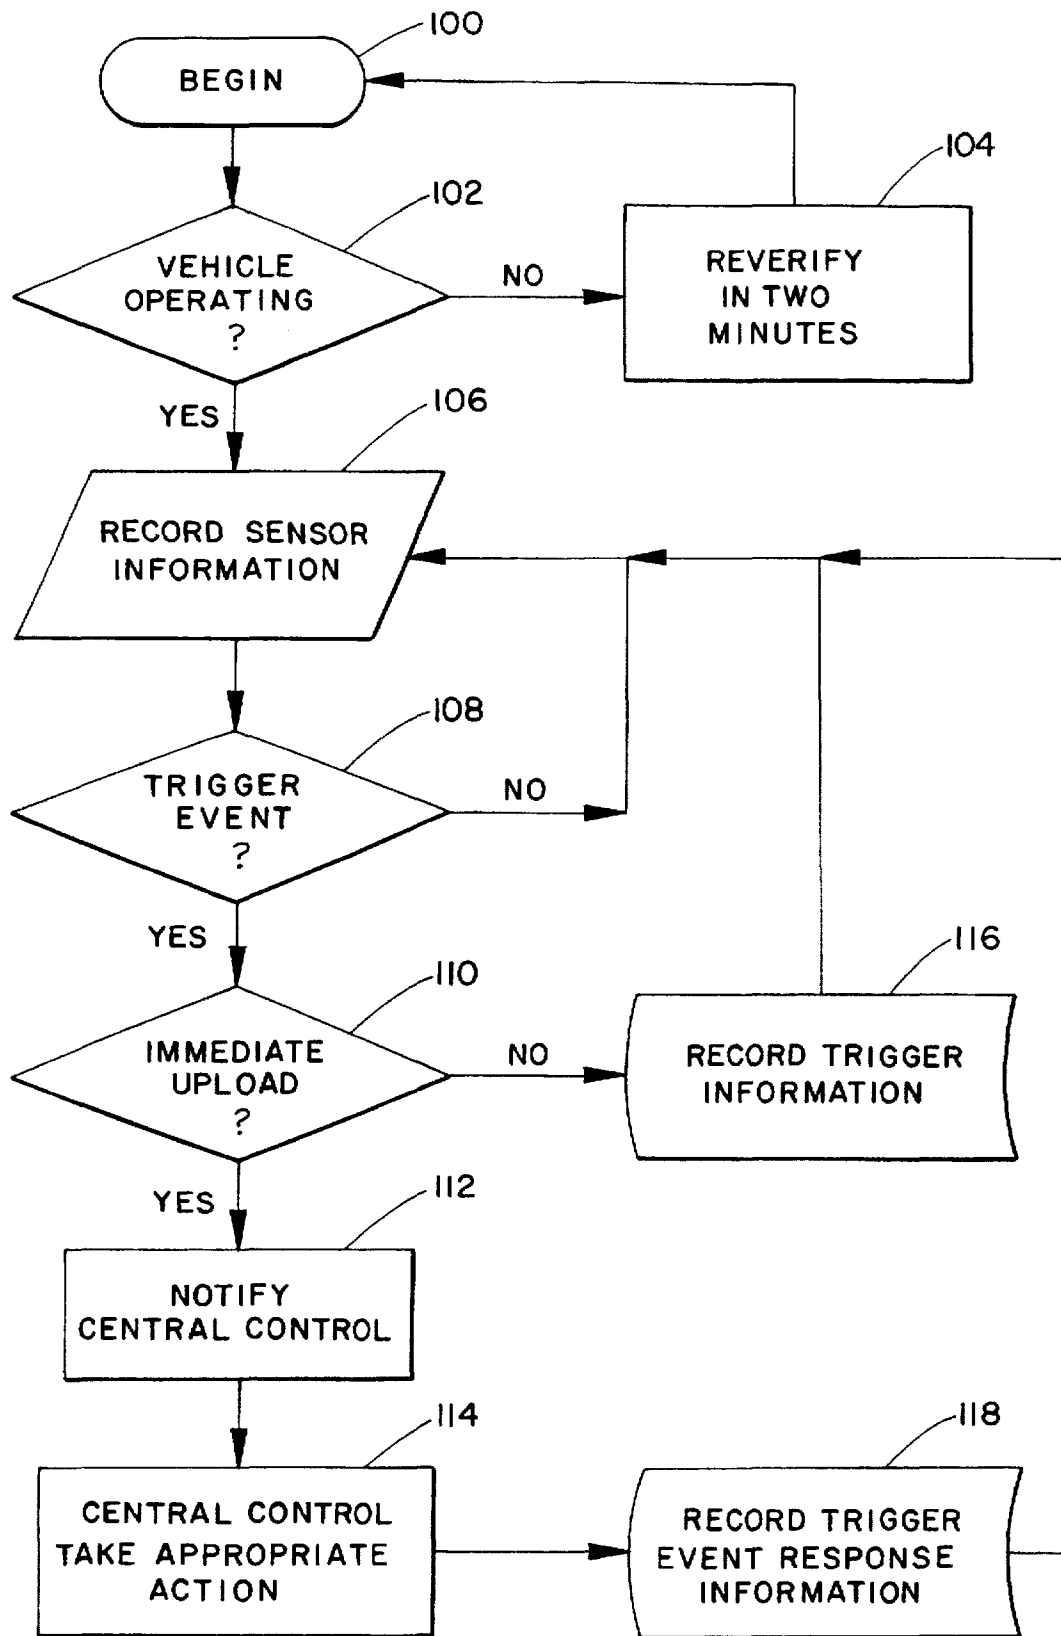 100
BEGIN
104
102
VEHICLE
OPERATING
?
NO
REVERIFY
IN TWO
MINUTES
YES
106
RECORD SENSOR
INFORMATION
108
TRIGGER
EVENT
?
NO
YES
110
116
IMMEDIATE
UPLOAD
?
NO
RECORD TRIGGER
INFORMATION
YES
112
NOTIFY
CENTRAL CONTROL
114
118
CENTRAL CONTROL
TAKE APPROPRIATE
ACTION
RECORD TRIGGER
EVENT RESPONSE
INFORMATION